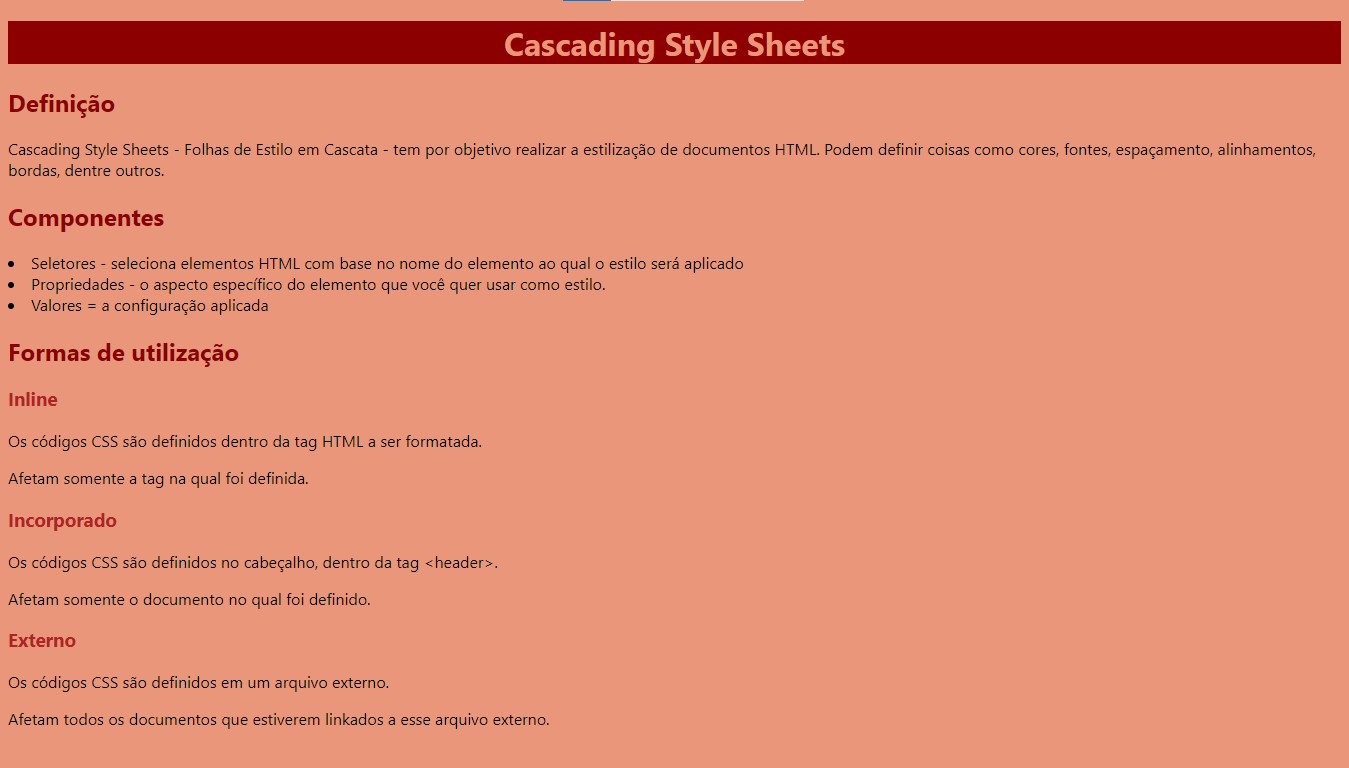 Cascading Style Sheets
Definição
Cascading Style Sheets - Folhas de Estilo em Cascata - tem por objetivo realizar a estilização de documentos HTML. Podem definir coisas como cores, fontes, espaçamento, alinhamentos,
bordas, dentre outros.
Componentes
• Seletores - seleciona elementos HTML com base no nome do elemento ao qual o estilo será aplicado
• Propriedades - o aspecto específico do elemento que você quer usar como estilo.
• Valores = a configuração aplicada
Formas de utilização
Inline
Os códigos CSS são definidos dentro da tag HTML a ser formatada.
Afetam somente a tag na qual foi definida.
Incorporado
Os códigos CSS são definidos no cabeçalho, dentro da tag <header>.
Afetam somente o documento no qual foi definido.
Externo
Os códigos CSS são definidos em um arquivo externo.
Afetam todos os documentos que estiverem linkados a esse arquivo externo.